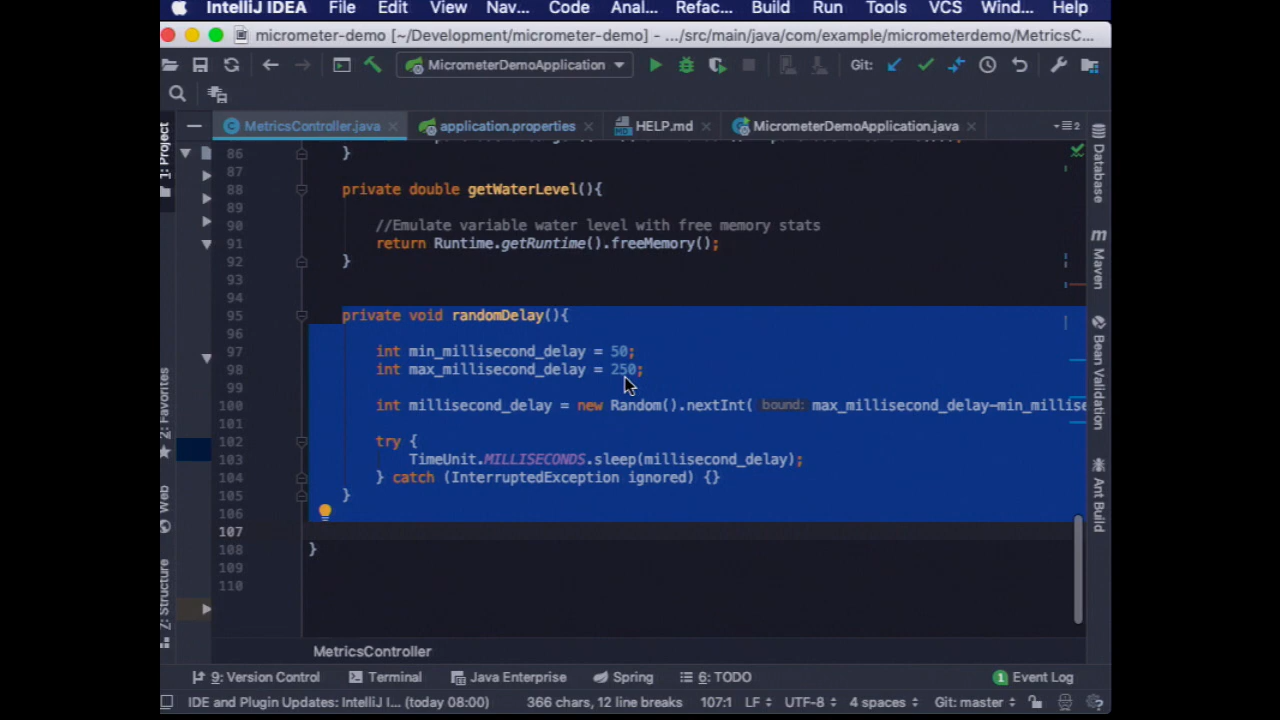 IntelliJ IDEA File Edit View Nav... Code Anal... Refac... Build Run Tools VCS Wind... Help
micrometer-demo [~/Development/micrometer-demo] - .../src/main/java/com/example/micrometerdemo/MetricsC...
MicrometerDemoApplication Git:
MetricsController.java application.properties HELP.md MicrometerDemoApplication.java 2
1: Project
2: Favorites
Web
7: Structure
86 }
87
88 private double getWaterLevel(){
89
90 //Emulate variable water level with free memory stats
91 return Runtime.getRuntime().freeMemory();
92 }
93
94
95 private void randomDelay(){
96
97 int min_millisecond_delay = 50;
98 int max_millisecond_delay = 250;
99
100 int millisecond_delay = new Random().nextInt( bound: max_millisecond_delay-min_millise
101
102 try {
103 TimeUnit.MILLISECONDS.sleep(millisecond_delay);
104 } catch (InterruptedException ignored) {}
105 }
106
107
108 }
109
110
Database
Maven
Bean Validation
Ant Build
MetricsController
9: Version Control Terminal Java Enterprise Spring 6: TODO 1 Event Log
IDE and Plugin Updates: IntelliJ I... (today 08:00) 366 chars, 12 line breaks 107:1 LF UTF-8 4 spaces Git: master